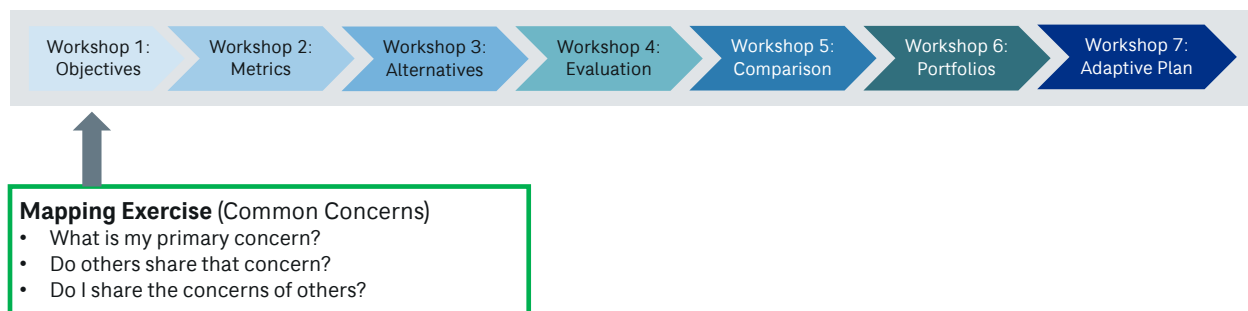 Workshop 1:
Objectives
Workshop 2:
Metrics
Workshop 3:
Alternatives
Workshop 4:
Evaluation
Workshop 5:
Comparison
Workshop 6:
Portfolios
Workshop 7:
Adaptive Plan
Mapping Exercise (Common Concerns)
• What is my primary concern?
• Do others share that concern?
• Do I share the concerns of others?